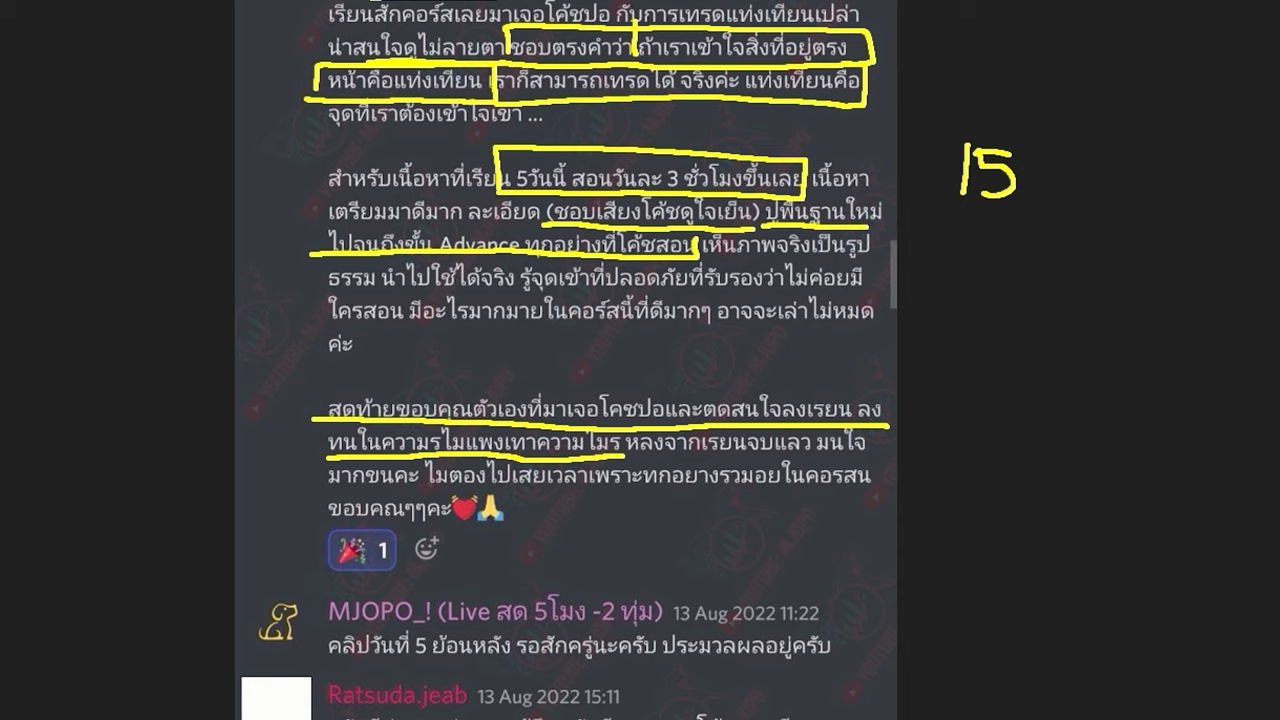 เรียนสักคอร์สเลยมาเจอโค้ชปอ กับการเทรดแท่งเทียนเปล่า
น่าสนใจดูไม่ลายตา ชอบตรงคำว่า ถ้าเราเข้าใจสิ่งที่อยู่ตรง
หน้าคือแท่งเทียน เราก็สามารถเทรดได้ จริงค่ะ แท่งเทียนคือ
จุดที่เราต้องเข้าใจเขา ...
สำหรับเนื้อหาที่เรียน 5วันนี้ สอนวันละ 3 ชั่วโมงขึ้นเลย เนื้อหา
15
เตรียมมาดีมาก ละเอียด (ชอบเสียงโค้ชดูใจเย็น) ปูพื้นฐานใหม่
ไปจนถึงขั้น Advance ทุกอย่างที่โค้ชสอน เห็นภาพจริงเป็นรูป
ธรรม นำไปใช้ได้จริง รู้จุดเข้าที่ปลอดภัยที่รับรองว่าไม่ค่อยมี
ใครสอน มีอะไรมากมายในคอร์สนี้ที่ดีมากๆ อาจจะเล่าไม่หมด
ค่ะ
สุดท้ายขอบคุณตัวเองที่มาเจอโค้ชปอและตัดสินใจลงเรียน ลง
ทุนในความรู้ไม่แพงเท่าความไม่รู้ หลังจากเรียนจบแล้ว มั่นใจ
มากขึ้นค่ะ ไม่ต้องไปเสียเวลาเพราะทุกอย่างรวมอยู่ในคอร์สนี้
ขอบคุณๆๆค่ะ💓🙏
1
MJOPO_! (Live สด 5โมง -2 ทุ่ม) 13 Aug 2022 11:22
คลิปวันที่ 5 ย้อนหลัง รอสักครู่นะครับ ประมวลผลอยู่ครับ
Ratsuda.jeab 13 Aug 2022 15:11